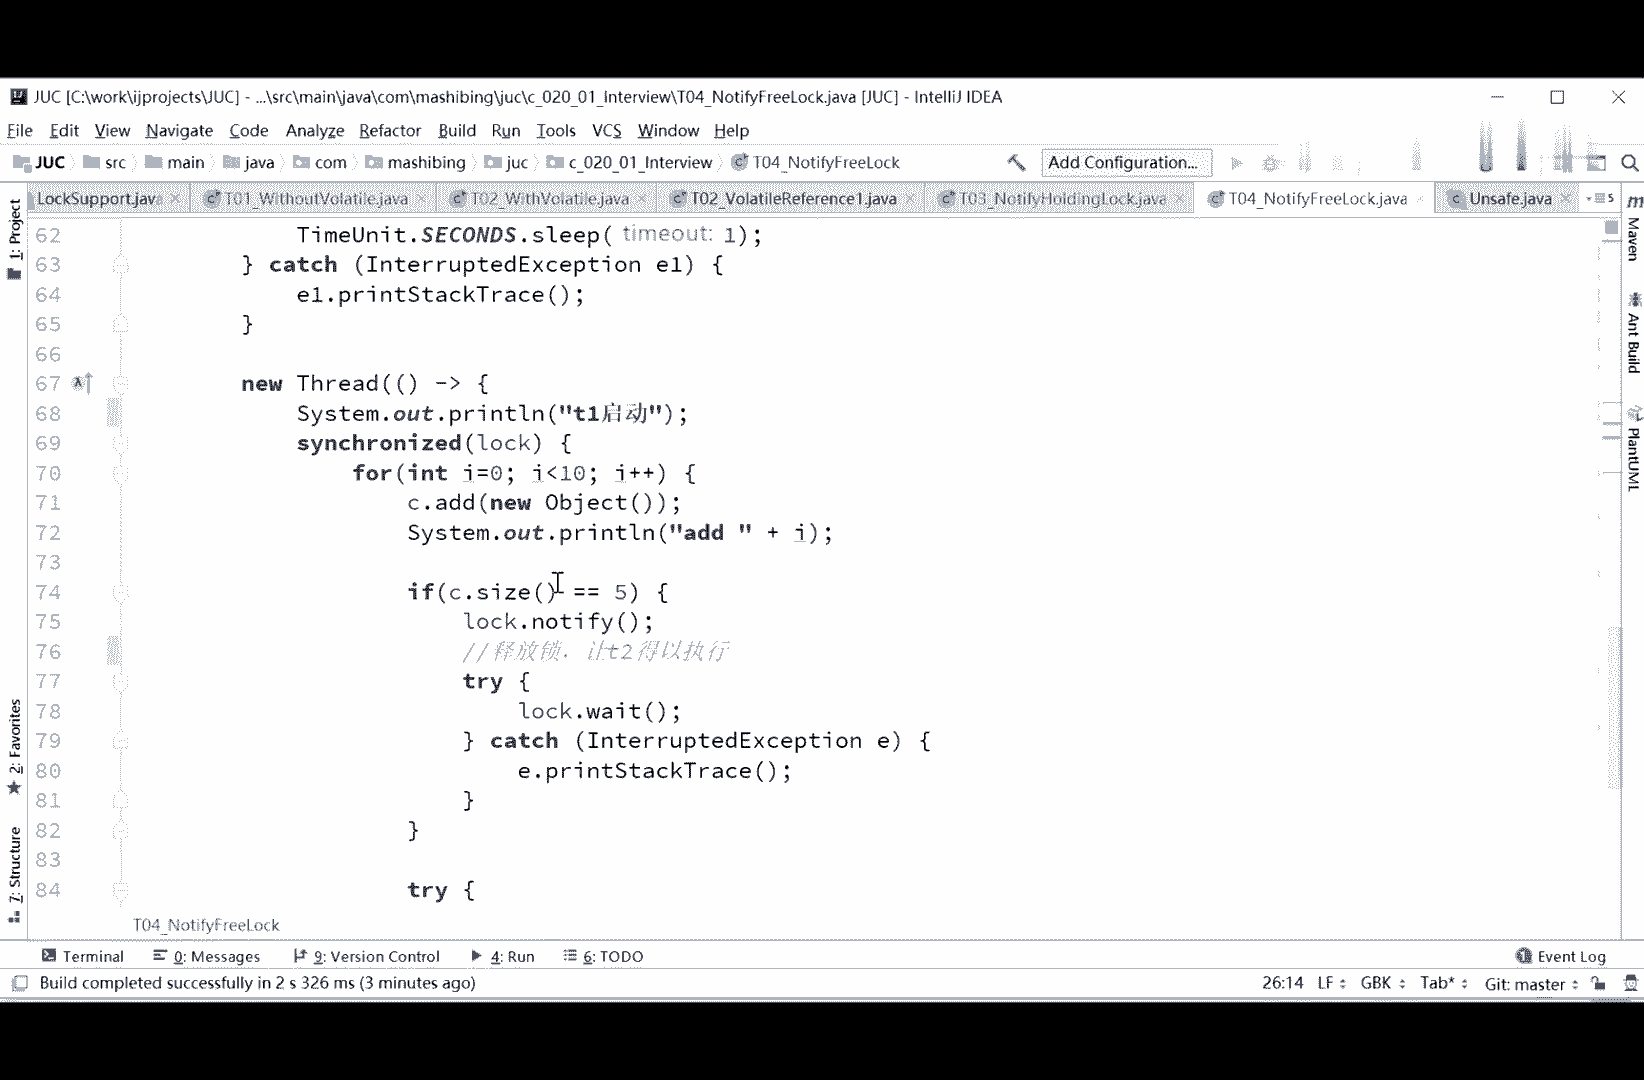 JUC [C:\work\ijprojects\JUC] - ...\src\main\java\com\mashibing\juc\c_020_01_Interview\T04_NotifyFreeLock.java [JUC] - IntelliJ IDEA
File Edit View Navigate Code Analyze Refactor Build Run Tools VCS Window Help
JUC src main java com mashibing juc c_020_01_Interview T04_NotifyFreeLock Add Configuration...
LockSupport.java T01_WithoutVolatile.java T02_WithVolatile.java T02_VolatileReference1.java T03_NotifyHoldingLock.java T04_NotifyFreeLock.java Unsafe.java 5
1: Project
2: Favorites
7: Structure
Maven
Ant Build
PlantUML
62 TimeUnit.SECONDS.sleep( timeout: 1);
63 } catch (InterruptedException e1) {
64 e1.printStackTrace();
65 }
66
67 new Thread(() -> {
68 System.out.println("t1启动");
69 synchronized(lock) {
70 for(int i=0; i<10; i++) {
71 c.add(new Object());
72 System.out.println("add " + i);
73
74 if(c.size() == 5) {
75 lock.notify();
76 //释放锁，让t2得以执行
77 try {
78 lock.wait();
79 } catch (InterruptedException e) {
80 e.printStackTrace();
81 }
82 }
83
84 try {
T04_NotifyFreeLock
Terminal 0: Messages 9: Version Control 4: Run 6: TODO Event Log
Build completed successfully in 2 s 326 ms (3 minutes ago) 26:14 LF GBK Tab* Git: master